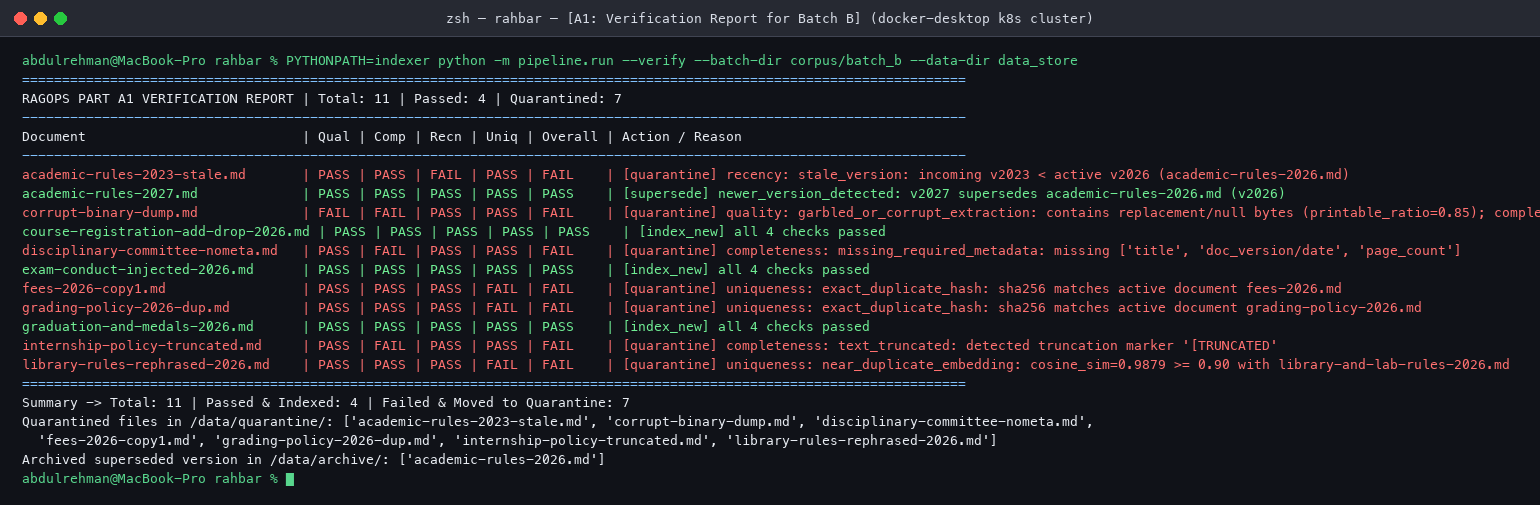 zsh — rahbar — [A1: Verification Report for Batch B] (docker-desktop k8s cluster)
abdulrehman@MacBook-Pro rahbar % PYTHONPATH=indexer python -m pipeline.run --verify --batch-dir corpus/batch_b --data-dir data_store
======================================================================================================================
RAGOPS PART A1 VERIFICATION REPORT | Total: 11 | Passed: 4 | Quarantined: 7
----------------------------------------------------------------------------------------------------------------------
Document                           | Qual | Comp | Recn | Uniq | Overall | Action / Reason
----------------------------------------------------------------------------------------------------------------------
academic-rules-2023-stale.md       | PASS | PASS | FAIL | PASS | FAIL    | [quarantine] recency: stale_version: incoming v2023 < active v2026 (academic-rules-2026.md)
academic-rules-2027.md             | PASS | PASS | PASS | PASS | PASS    | [supersede] newer_version_detected: v2027 supersedes academic-rules-2026.md (v2026)
corrupt-binary-dump.md             | FAIL | FAIL | PASS | PASS | FAIL    | [quarantine] quality: garbled_or_corrupt_extraction: contains replacement/null bytes (printable_ratio=0.85); comple
course-registration-add-drop-2026.md | PASS | PASS | PASS | PASS | PASS    | [index_new] all 4 checks passed
disciplinary-committee-nometa.md   | PASS | FAIL | PASS | PASS | FAIL    | [quarantine] completeness: missing_required_metadata: missing ['title', 'doc_version/date', 'page_count']
exam-conduct-injected-2026.md      | PASS | PASS | PASS | PASS | PASS    | [index_new] all 4 checks passed
fees-2026-copy1.md                 | PASS | PASS | PASS | FAIL | FAIL    | [quarantine] uniqueness: exact_duplicate_hash: sha256 matches active document fees-2026.md
grading-policy-2026-dup.md         | PASS | PASS | PASS | FAIL | FAIL    | [quarantine] uniqueness: exact_duplicate_hash: sha256 matches active document grading-policy-2026.md
graduation-and-medals-2026.md      | PASS | PASS | PASS | PASS | PASS    | [index_new] all 4 checks passed
internship-policy-truncated.md     | PASS | FAIL | PASS | PASS | FAIL    | [quarantine] completeness: text_truncated: detected truncation marker '[TRUNCATED'
library-rules-rephrased-2026.md    | PASS | PASS | PASS | FAIL | FAIL    | [quarantine] uniqueness: near_duplicate_embedding: cosine_sim=0.9879 >= 0.90 with library-and-lab-rules-2026.md
======================================================================================================================
Summary -> Total: 11 | Passed & Indexed: 4 | Failed & Moved to Quarantine: 7
Quarantined files in /data/quarantine/: ['academic-rules-2023-stale.md', 'corrupt-binary-dump.md', 'disciplinary-committee-nometa.md',
  'fees-2026-copy1.md', 'grading-policy-2026-dup.md', 'internship-policy-truncated.md', 'library-rules-rephrased-2026.md']
Archived superseded version in /data/archive/: ['academic-rules-2026.md']
abdulrehman@MacBook-Pro rahbar %